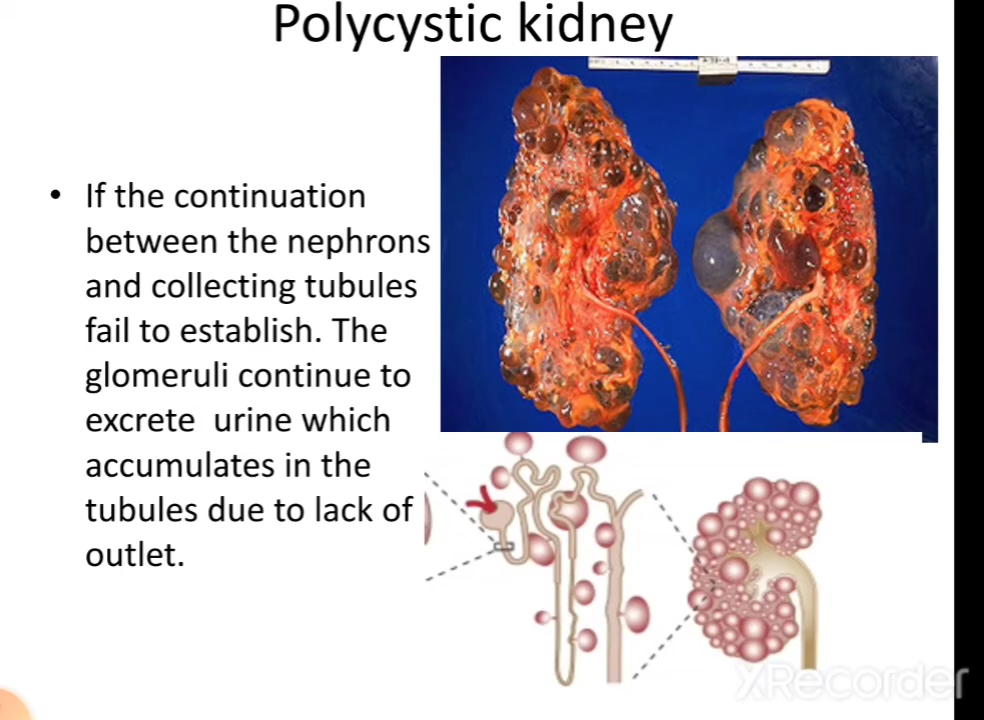 Polycystic kidney
• If the continuation
between the nephrons
and collecting tubules
fail to establish. The
glomeruli continue to
excrete urine which
accumulates in the
tubules due to lack of
outlet.
XRecorder